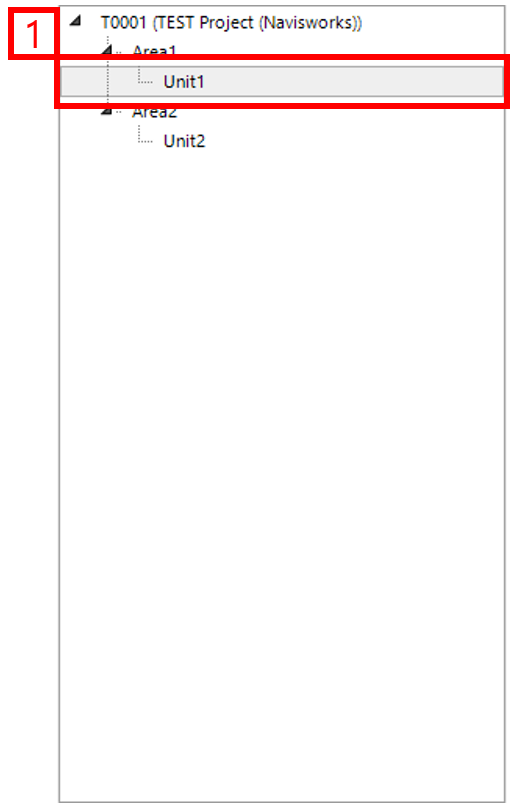 1
T0001 (TEST Project (Navisworks))
Area1
Unit1
Area2
Unit2